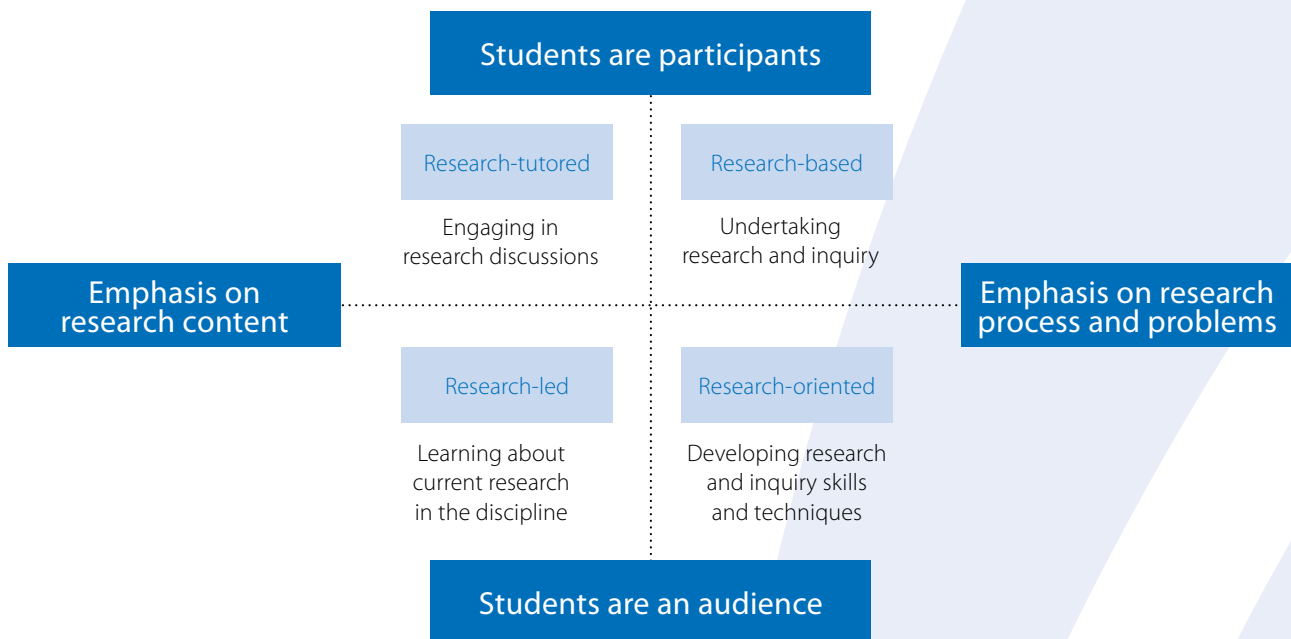 Students are participants
Research-tutored
Engaging in
research discussions
Research-based
Undertaking
research and inquiry
Emphasis on
research content
Emphasis on research
process and problems
Research-led
Learning about
current research
in the discipline
Research-oriented
Developing research
and inquiry skills
and techniques
Students are an audience